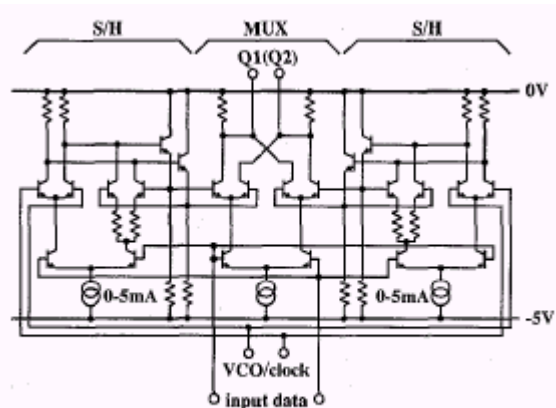 S/H MUX S/H
Q1(Q2)
0V
0-5mA 0-5mA
-5V
VCO/clock
input data